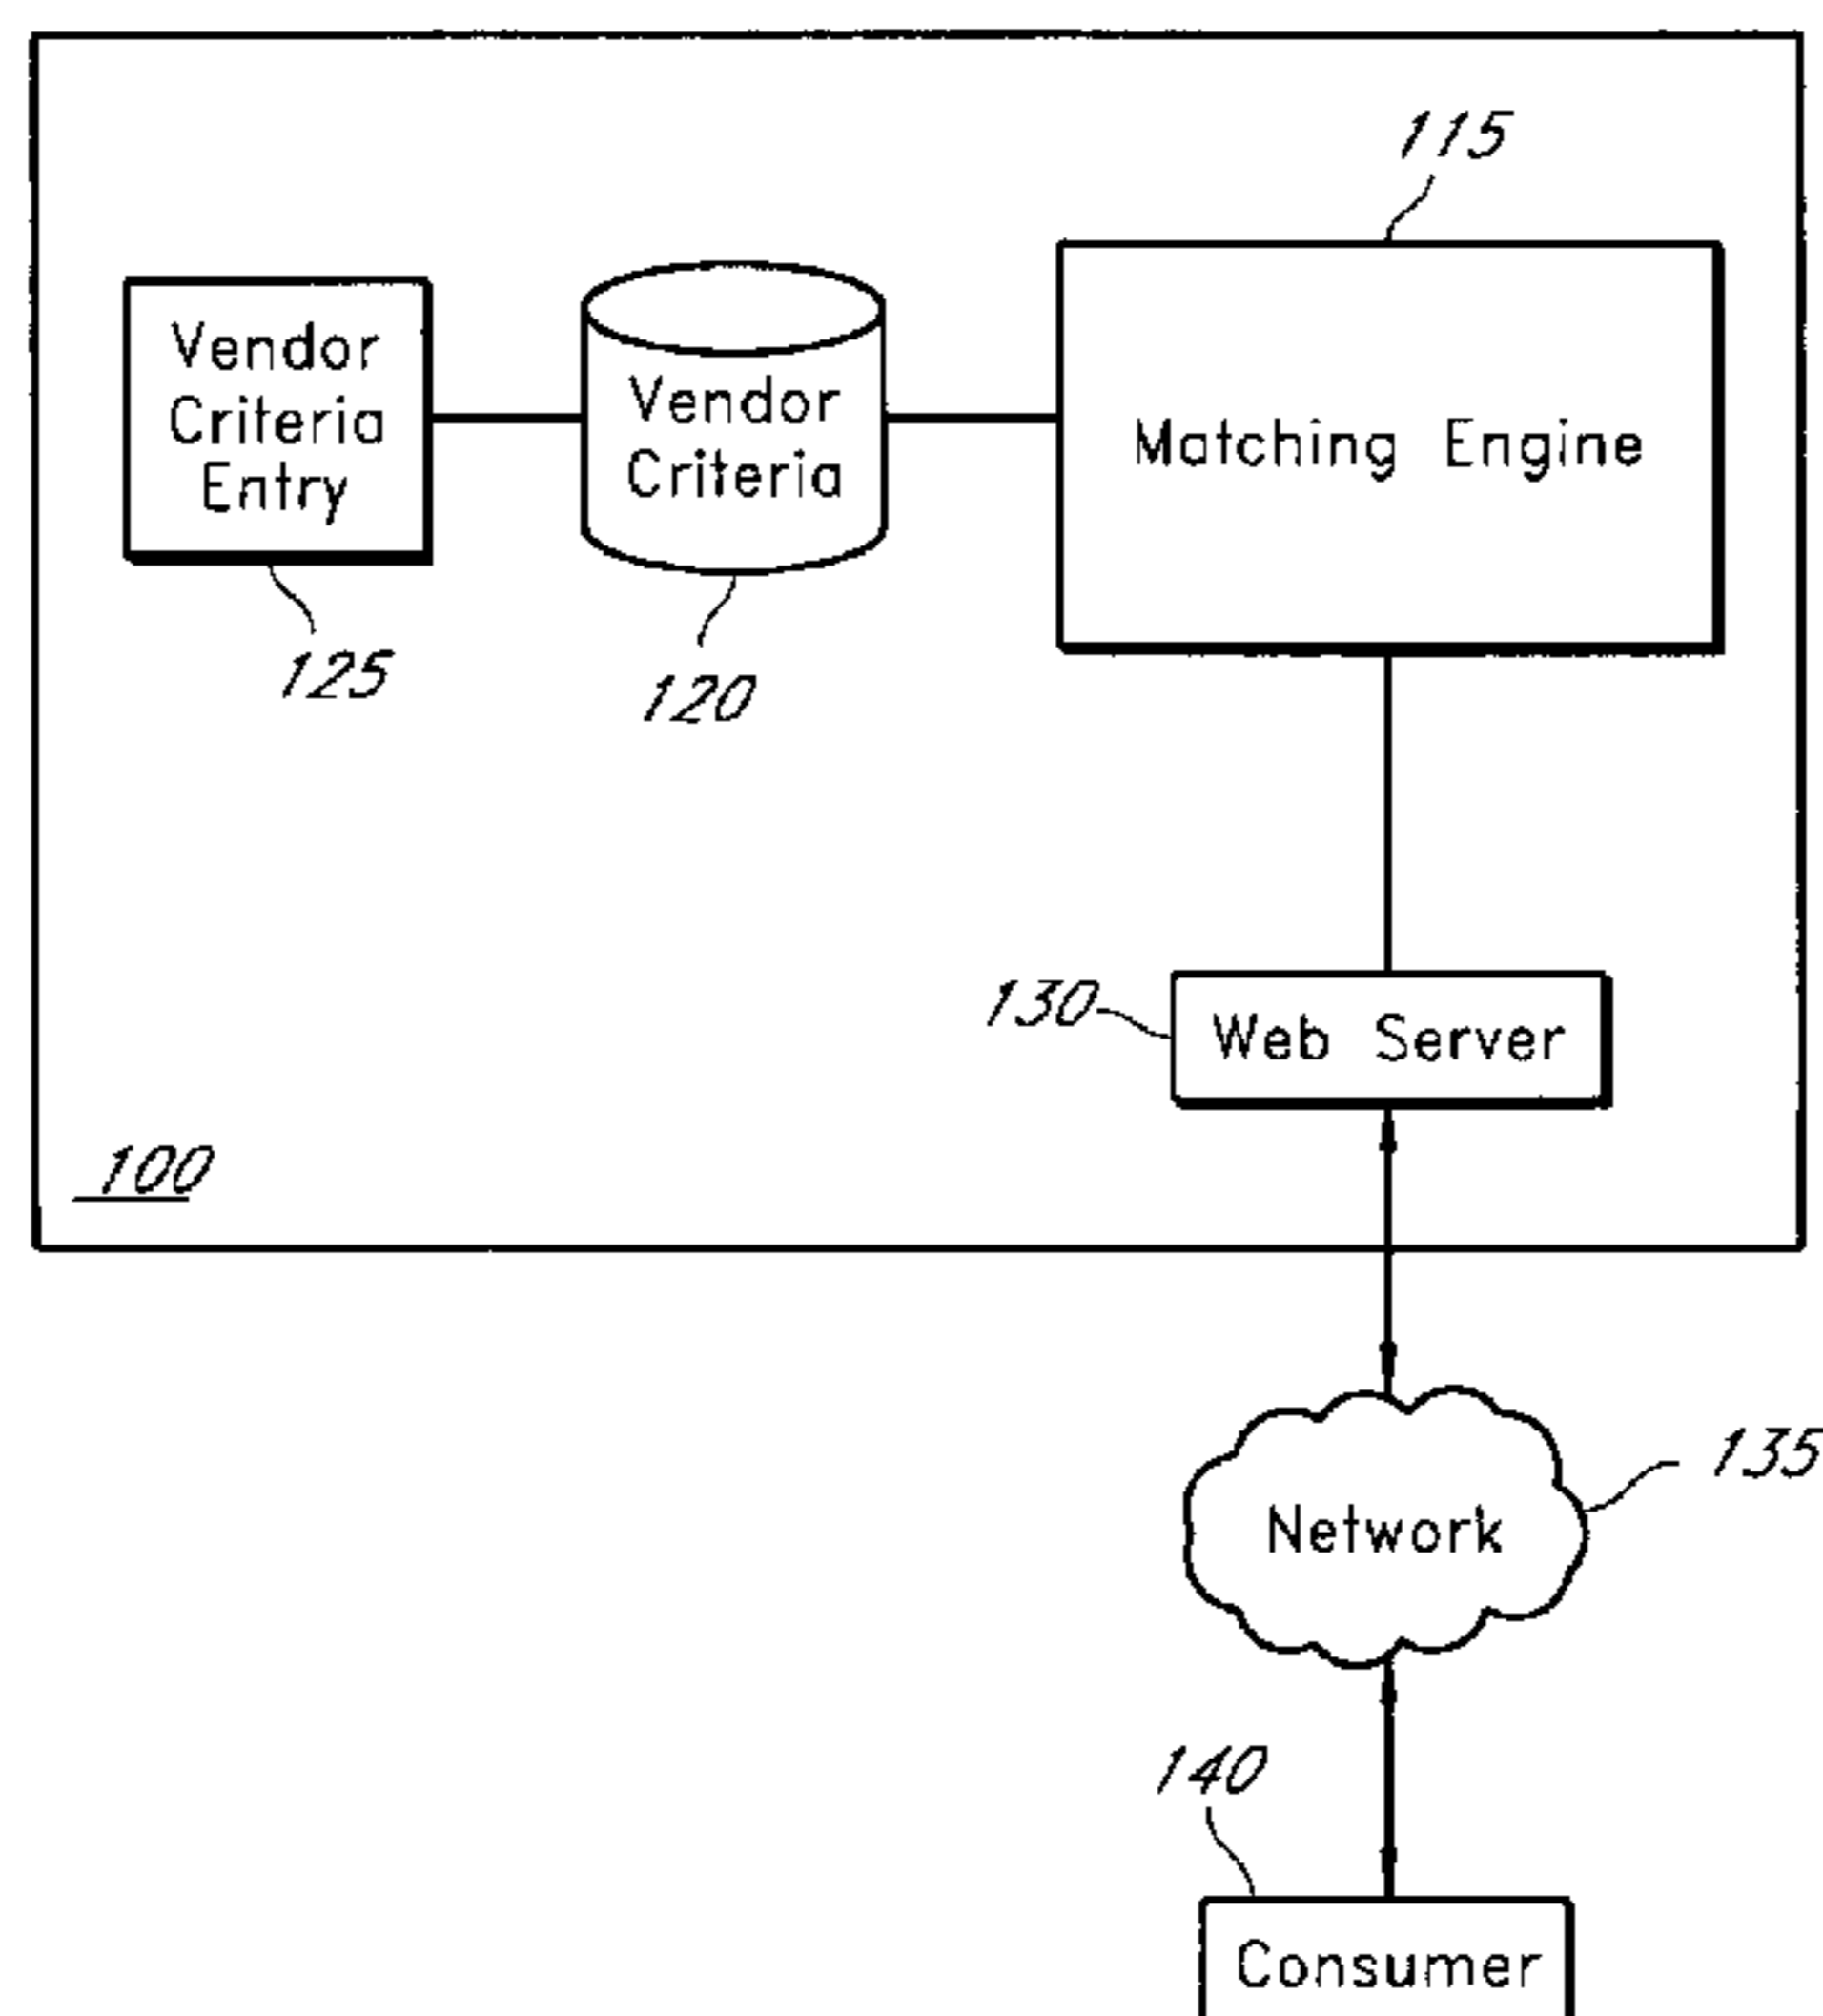 115
Vendor
Criteria
Entry
Vendor
Criteria
Matching Engine
125
120
130
Web Server
100
135
Network
140
Consumer